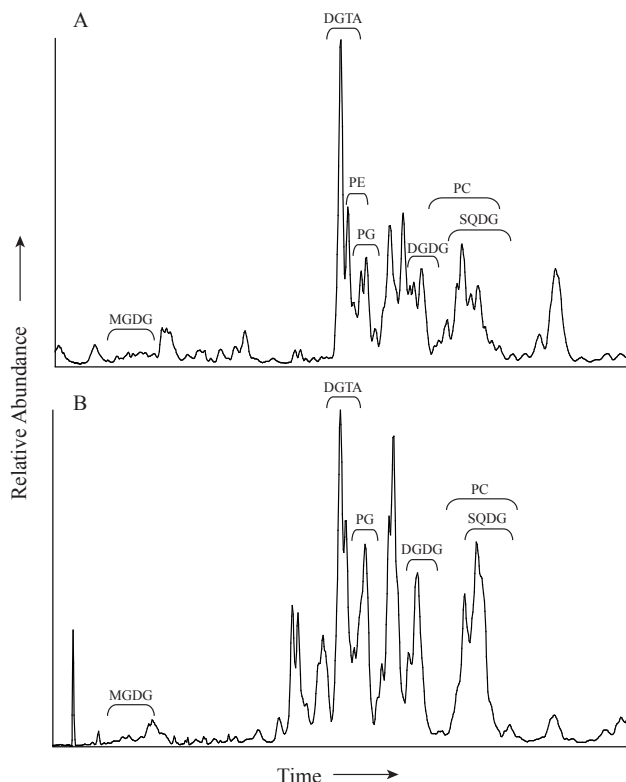 A
DGTA
PE
PC
PG
DGDG
SQDG
MGDG
B
DGTA
PC
PG
SQDG
DGDG
MGDG
Relative Abundance
Time